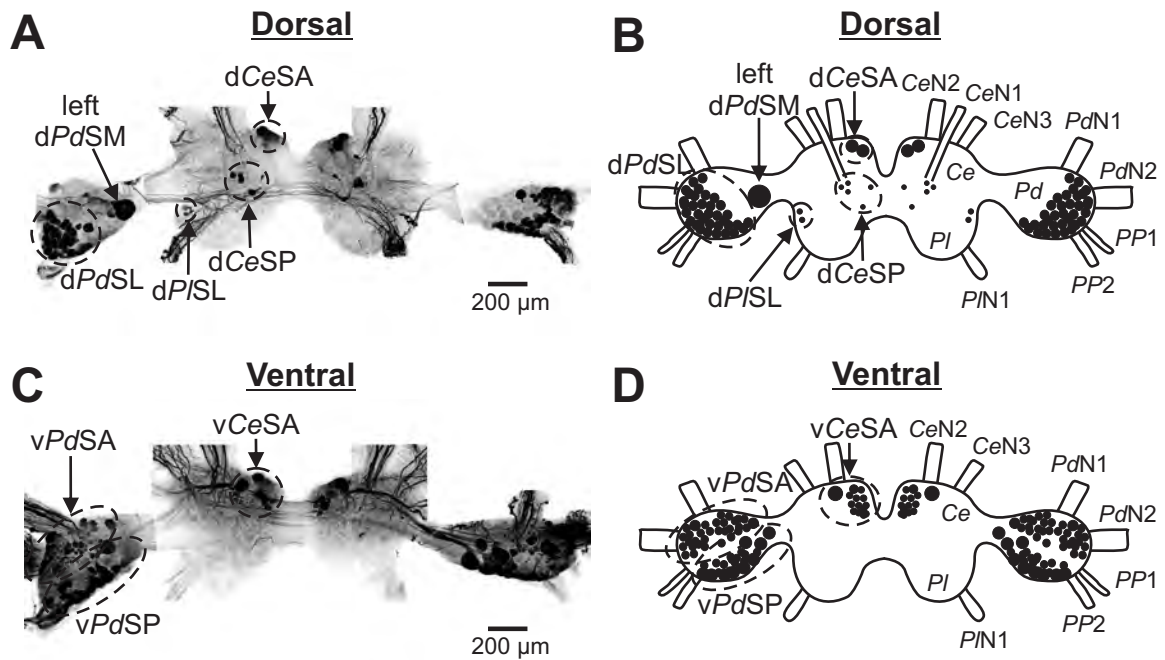 A
Dorsal
dCeSA
left
dPdSM
dPdSL
dPlSL
dCeSP
200 µm
B
Dorsal
left
dPdSM
dCeSA
CeN2
CeN1
CeN3
PdN1
dPdSL
Ce
Pd
PdN2
PP1
Pl
PP2
dCeSP
dPlSL
PlN1
C
Ventral
vPdSA
vCeSA
vPdSP
200 µm
D
Ventral
vCeSA
CeN2
CeN3
PdN1
vPdSA
Ce
PdN2
PP1
Pl
vPdSP
PP2
PlN1